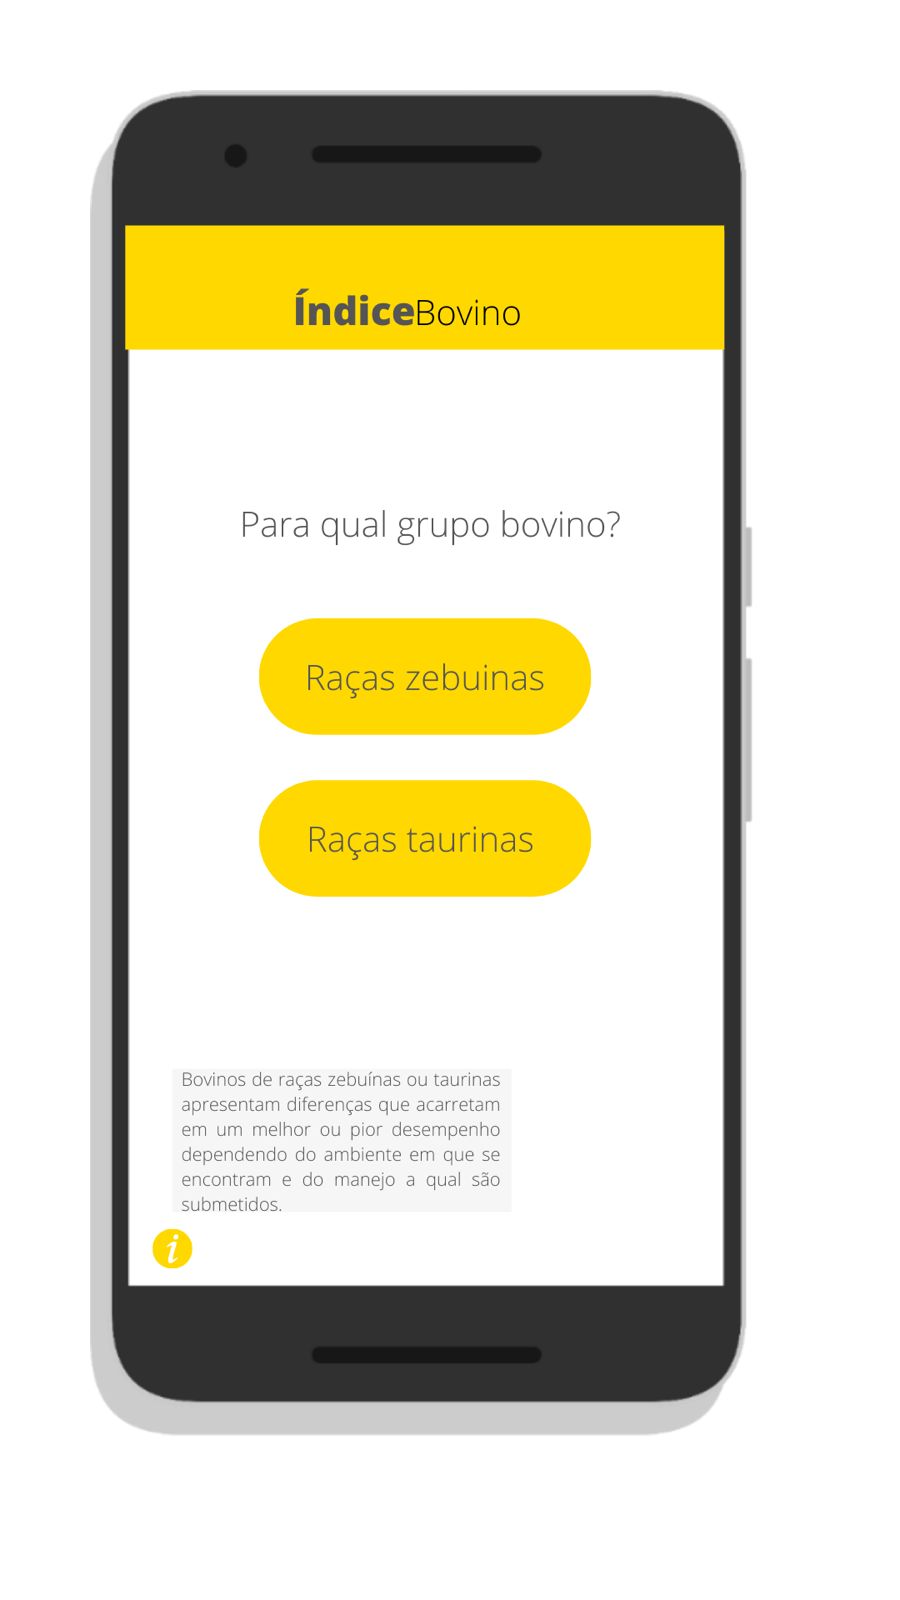 ÍndiceBovino
Para qual grupo bovino?
Raças zebuinas
Raças taurinas
Bovinos de raças zebuínas ou taurinas
apresentam diferenças que acarretam
em um melhor ou pior desempenho
dependendo do ambiente em que se
encontram e do manejo a qual são
submetidos.
i